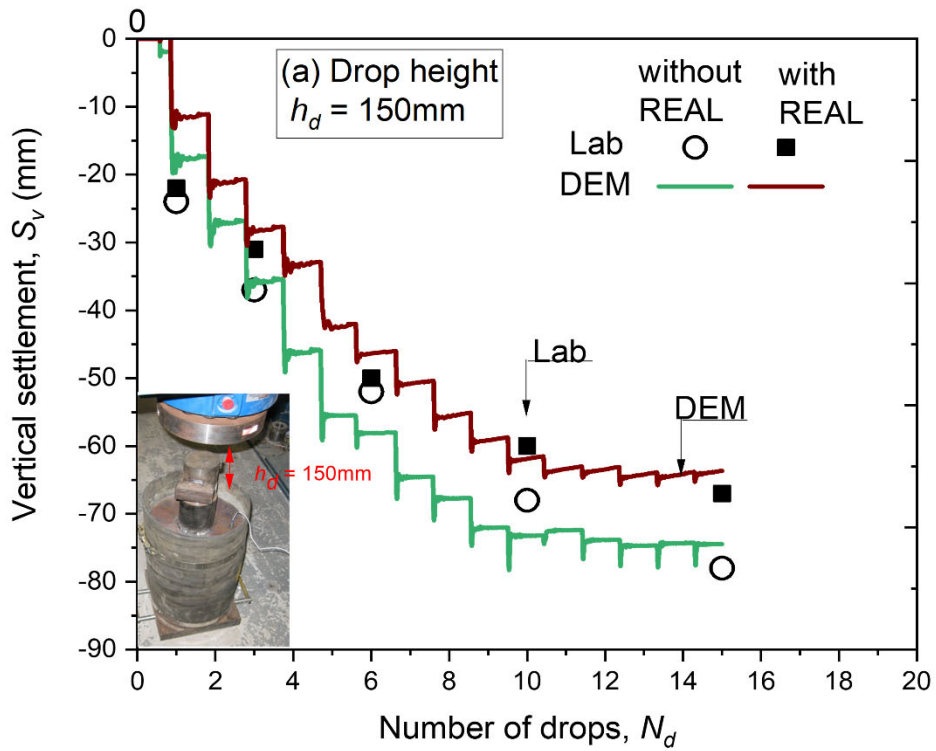 0
0
-10
-20
-30
-40
-50
-60
-70
-80
-90
Vertical settlement, S_v (mm)
(a) Drop height
h_d = 150mm
without with
REAL REAL
Lab
DEM
Lab
DEM
h_d = 150mm
0 2 4 6 8 10 12 14 16 18 20
Number of drops, N_d